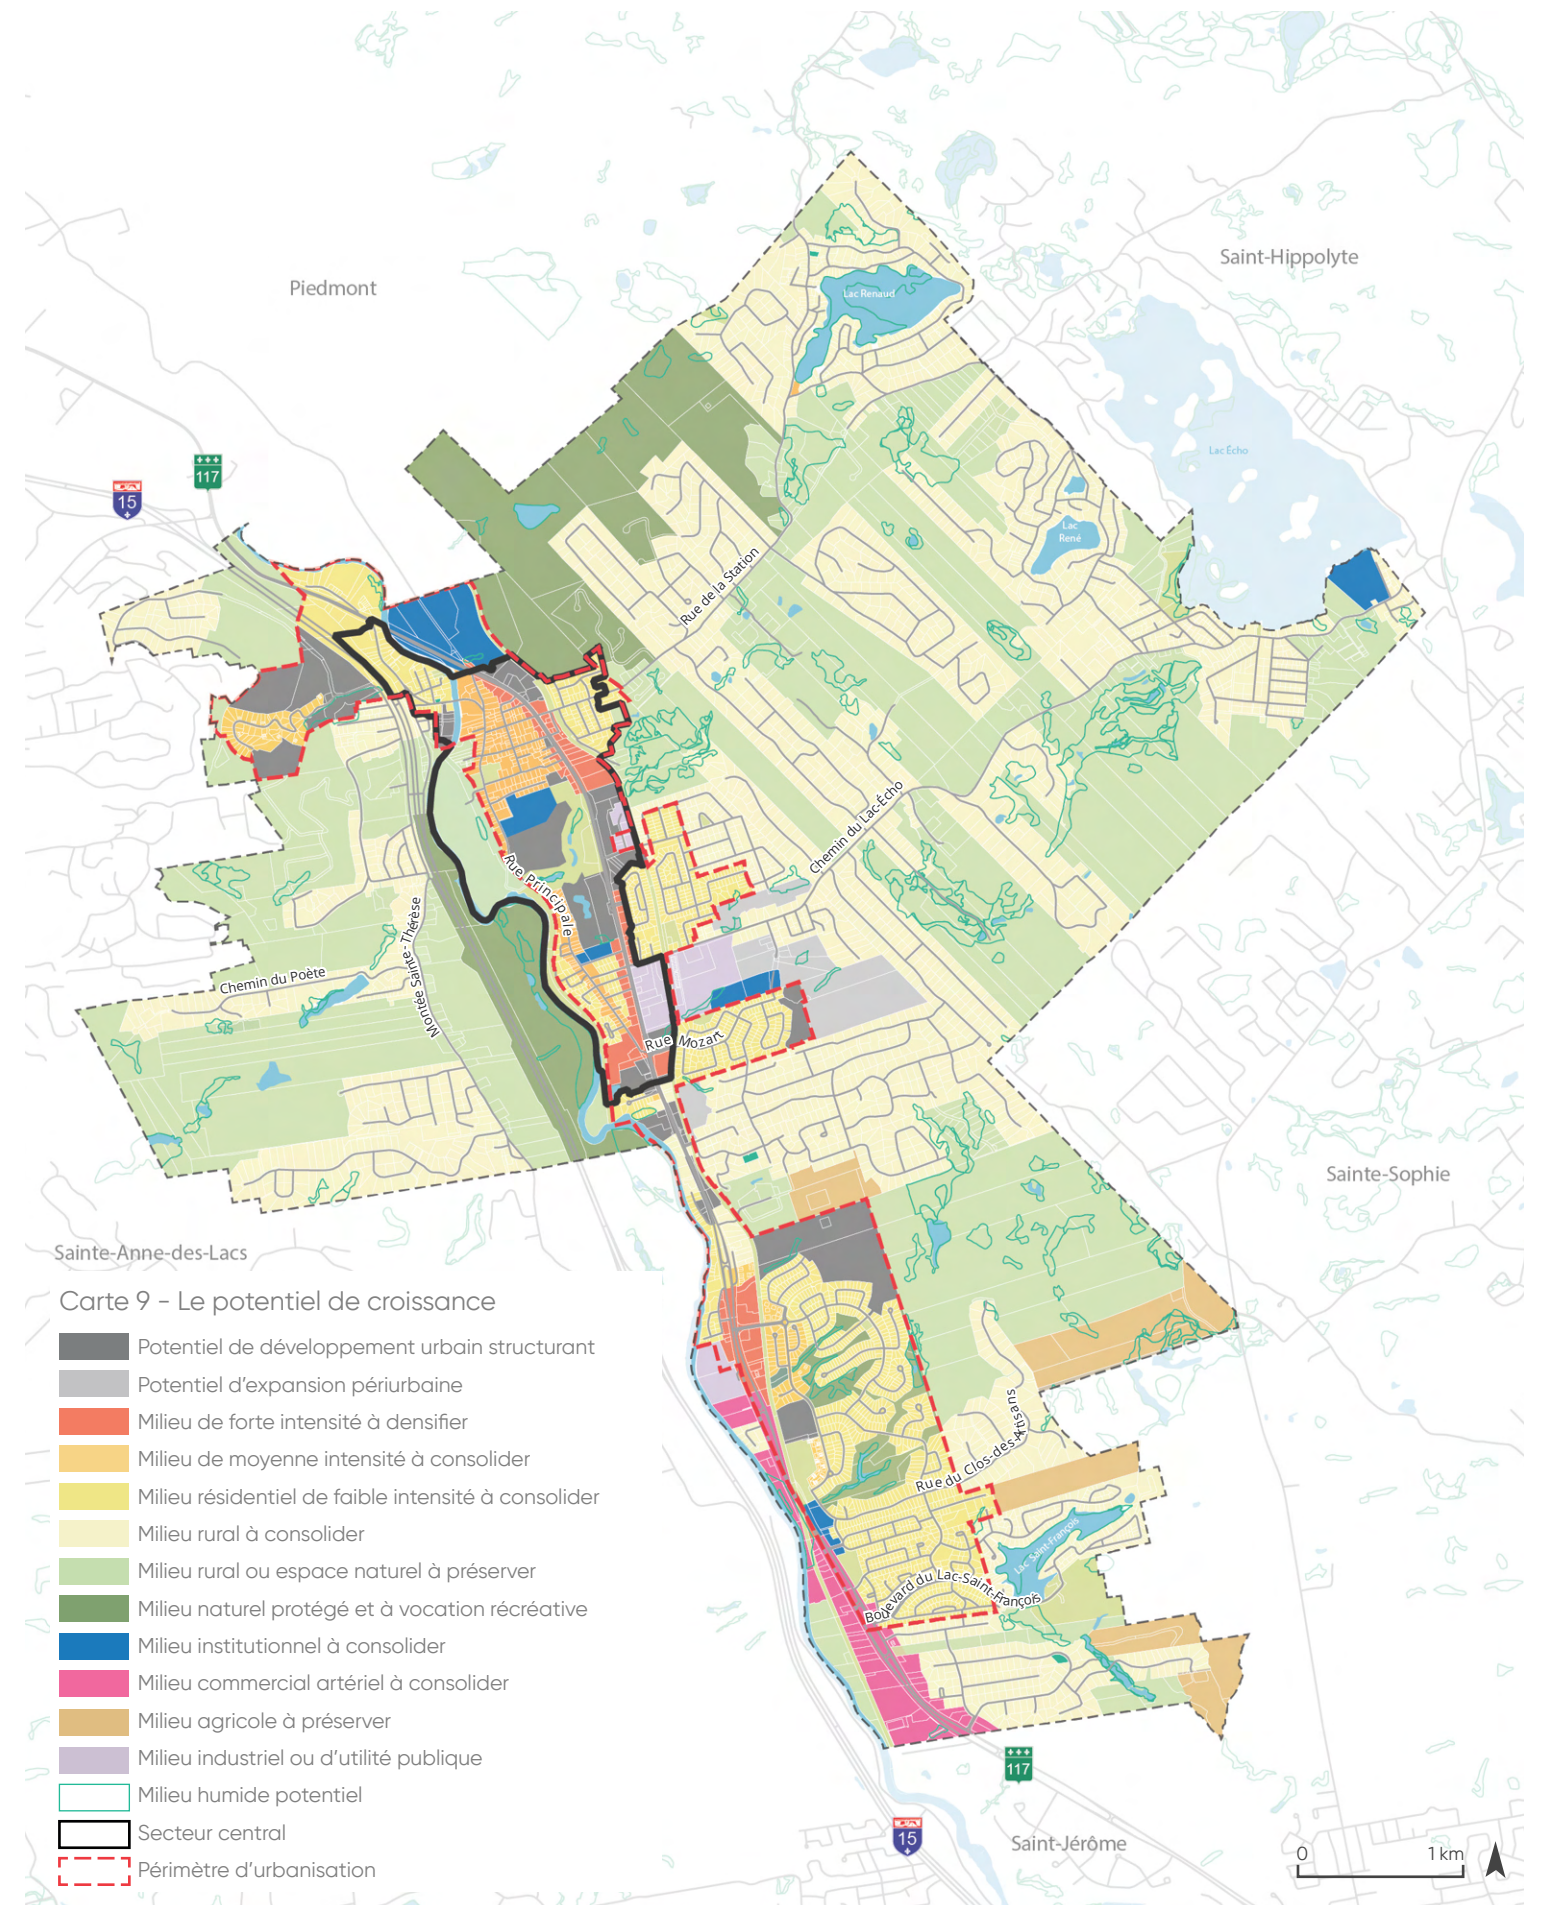 Saint-Hippolyte
Piedmont
Lac Renaud
Lac Écho
117
15
Lac
René
Rue de la Station
Chemin du Lac-Écho
Rue Principale
Montée Sainte-Thérèse
Chemin du Poète
Rue Mozart
Sainte-Sophie
Sainte-Anne-des-Lacs
Rue du Clos-des-Artisans
Lac Saint-François
Boulevard du Lac-Saint-François
Carte 9 - Le potentiel de croissance
Potentiel de développement urbain structurant
Potentiel d'expansion périurbaine
Milieu de forte intensité à densifier
Milieu de moyenne intensité à consolider
Milieu résidentiel de faible intensité à consolider
Milieu rural à consolider
Milieu rural ou espace naturel à préserver
Milieu naturel protégé et à vocation récréative
Milieu institutionnel à consolider
Milieu commercial artériel à consolider
Milieu agricole à préserver
Milieu industriel ou d'utilité publique
Milieu humide potentiel
Secteur central
Périmètre d'urbanisation
117
15
Saint-Jérôme
0 1 km